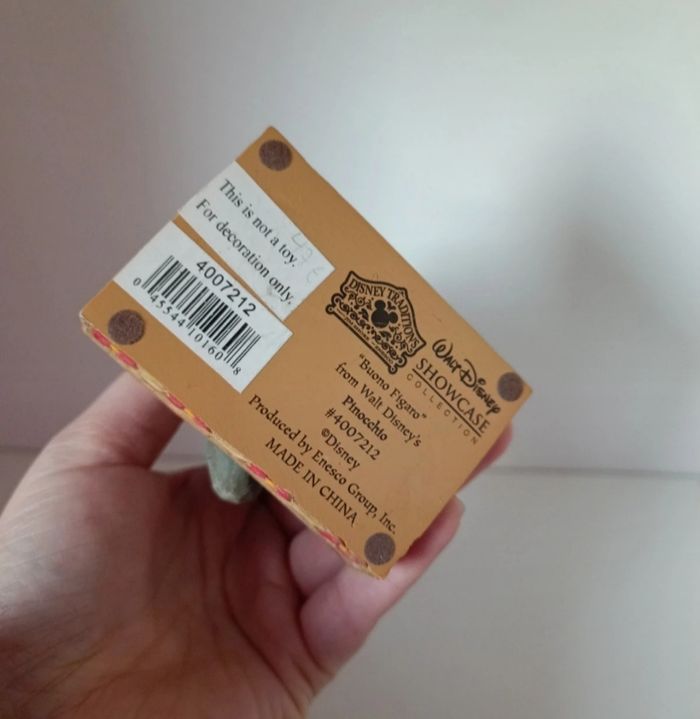 This is not a toy.
For decoration only.
47 €
4007212
0 45544 10160 8
DISNEY TRADITIONS
WALT DISNEY
SHOWCASE
COLLECTION
"Buono Figaro"
from Walt Disney's
Pinocchio
#4007212
©Disney
Produced by Enesco Group, Inc.
MADE IN CHINA